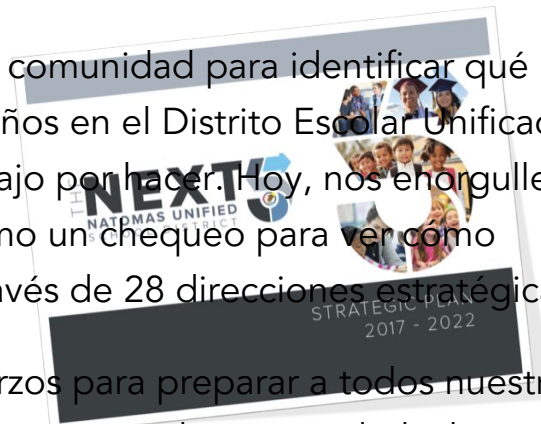 comunidad para identificar qué
ños en el Distrito Escolar Unificad
ajo por hacer. Hoy, nos enorgulle
THE NEXT 5
NATOMAS UNIFIED
SCHOOL DISTRICT
mo un chequeo para ver cómo
avés de 28 direcciones estratégica
STRATEGIC PLAN
2017 - 2022
rzos para preparar a todos nuestr